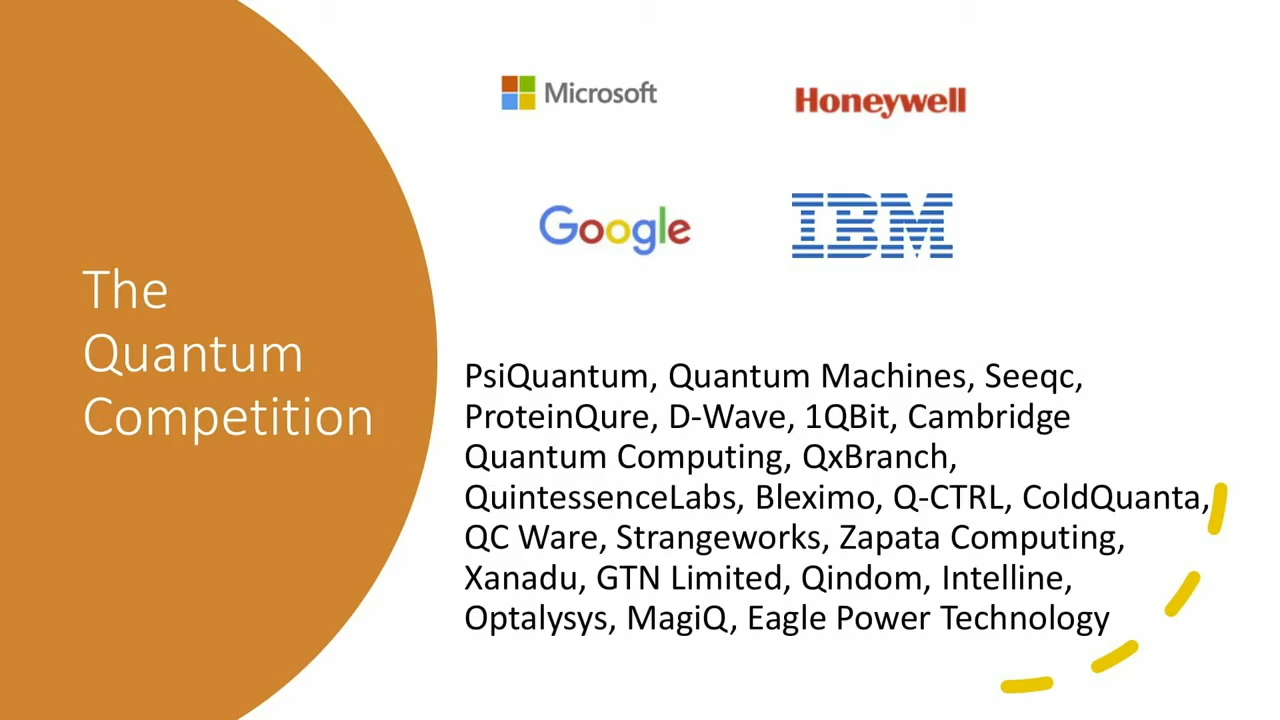 The
Quantum
Competition
Microsoft
Honeywell
Google
IBM
PsiQuantum, Quantum Machines, Seeqc,
ProteinQure, D-Wave, 1QBit, Cambridge
Quantum Computing, QxBranch,
QuintessenceLabs, Bleximo, Q-CTRL, ColdQuanta,
QC Ware, Strangeworks, Zapata Computing,
Xanadu, GTN Limited, Qindom, Intelline,
Optalysys, MagiQ, Eagle Power Technology